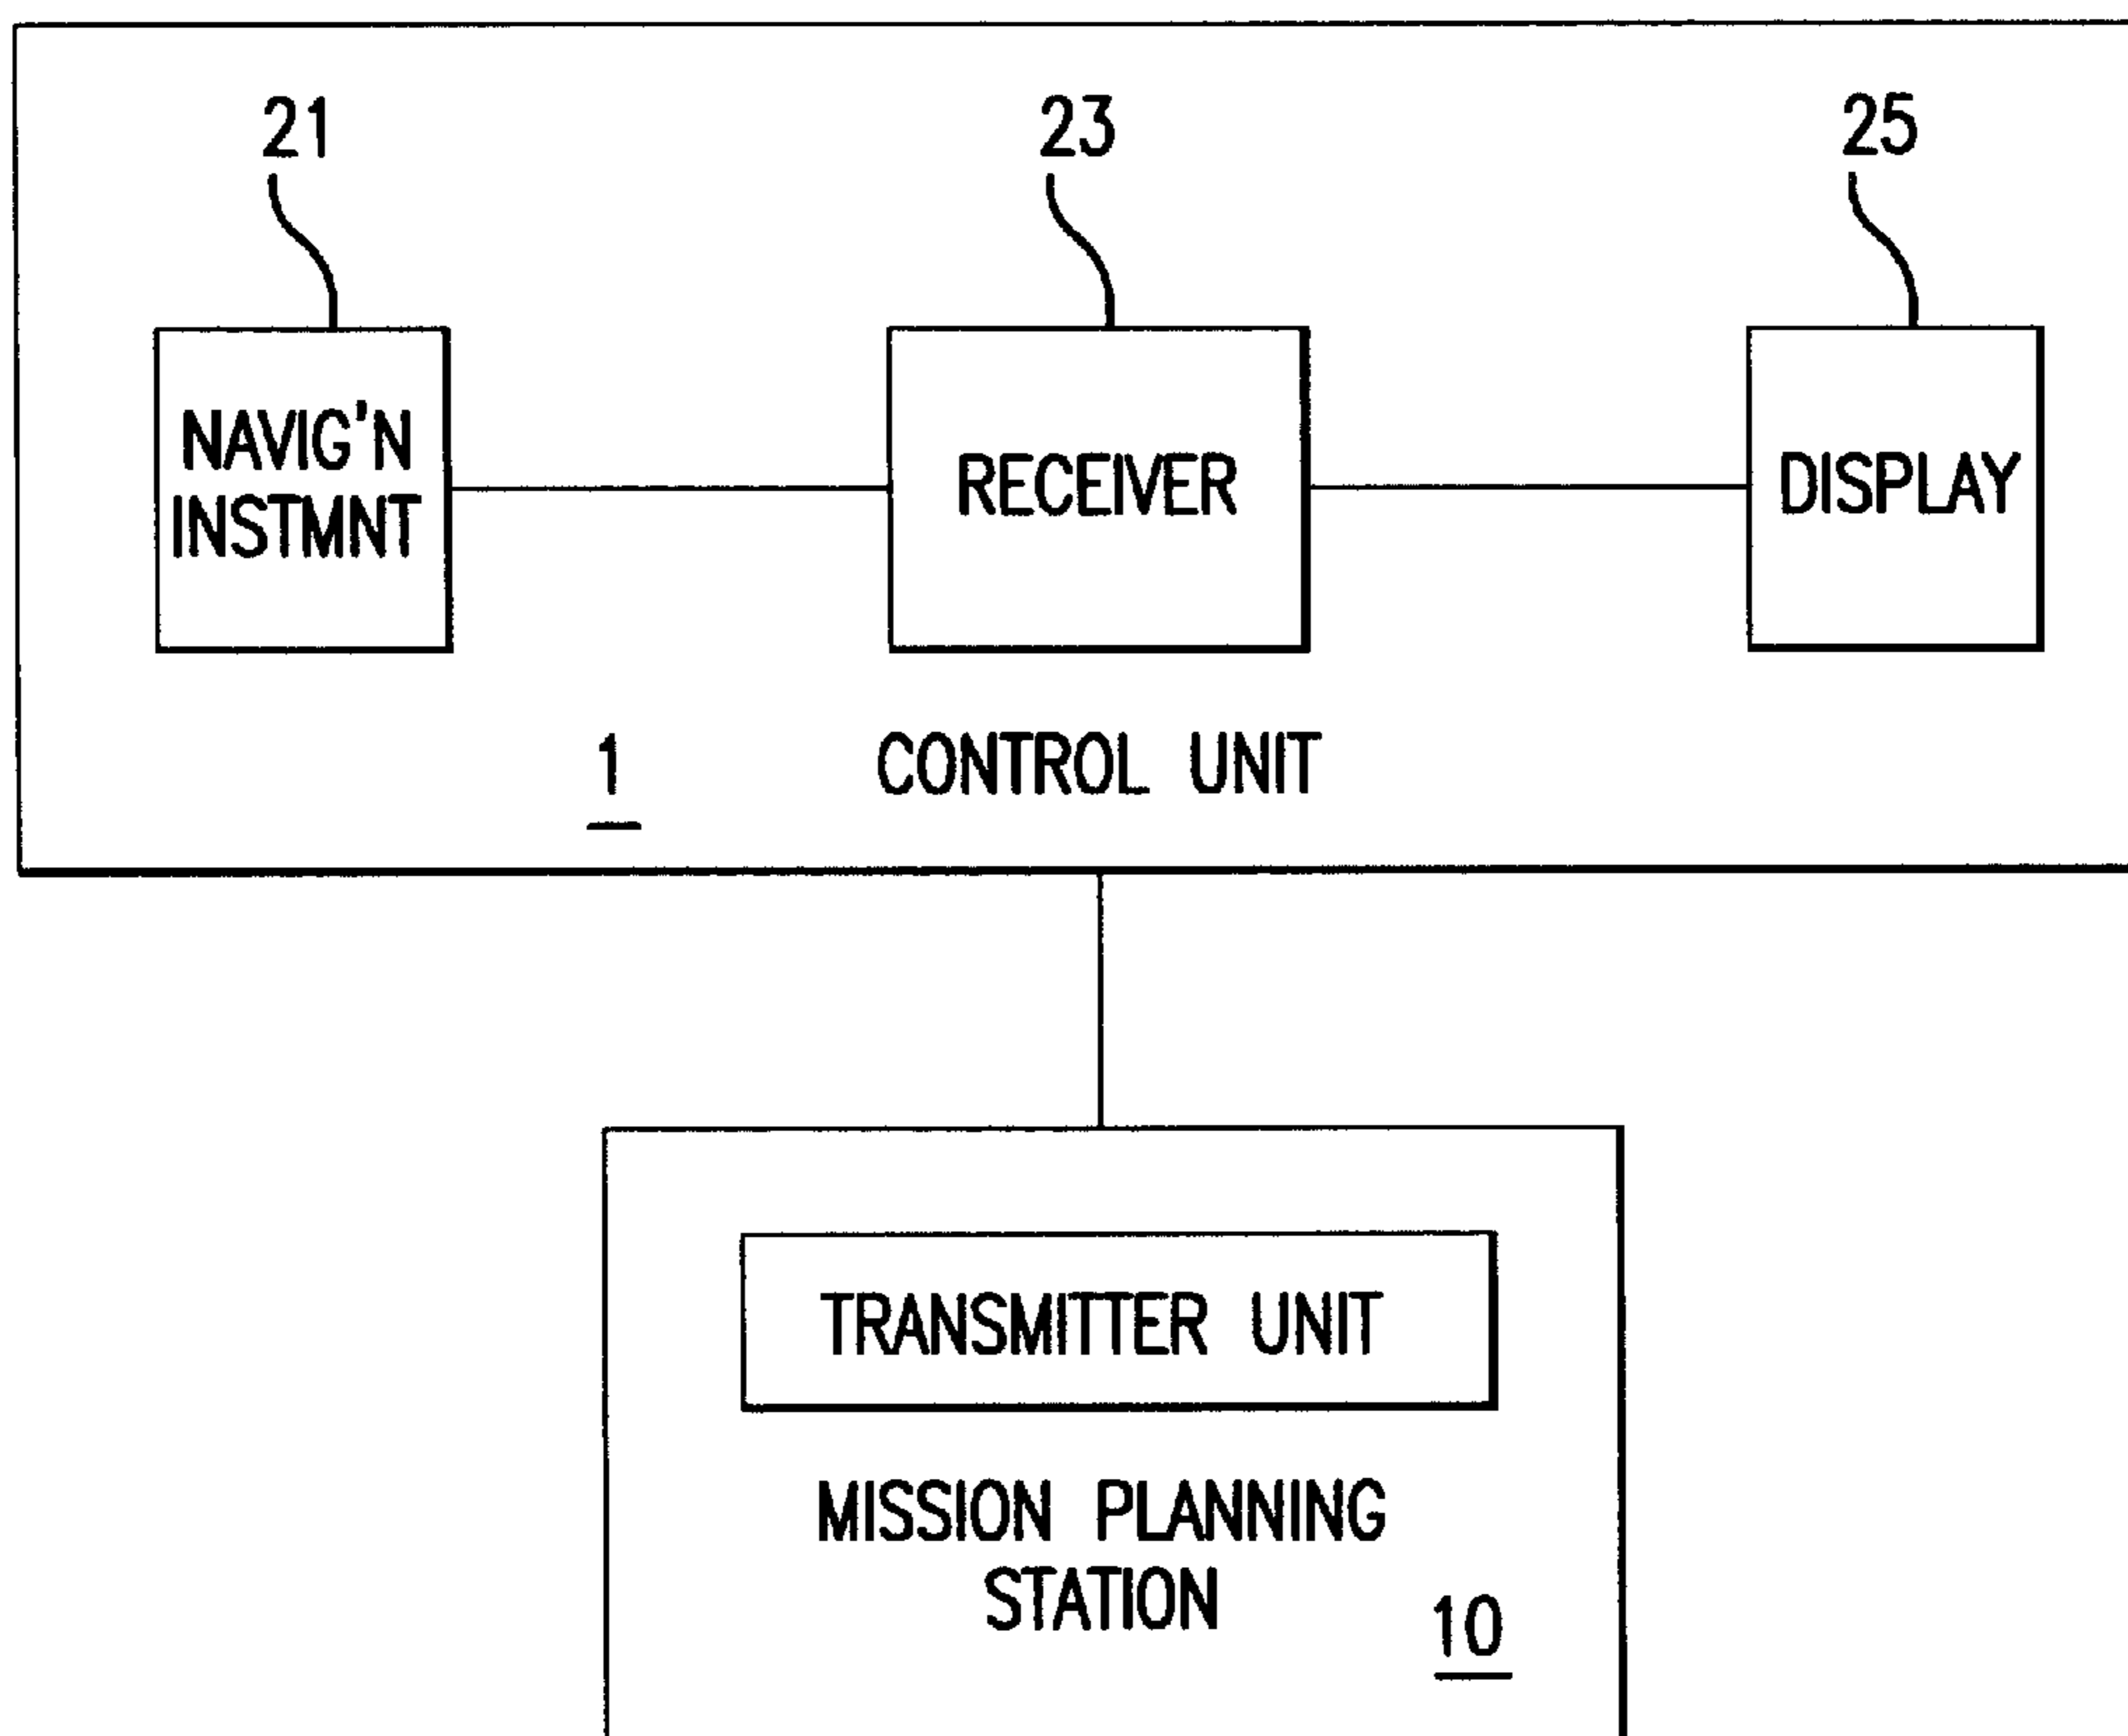 21
23
25
NAVIG'N
INSTMNT
RECEIVER
DISPLAY
1
CONTROL UNIT
TRANSMITTER UNIT
MISSION PLANNING
STATION
10